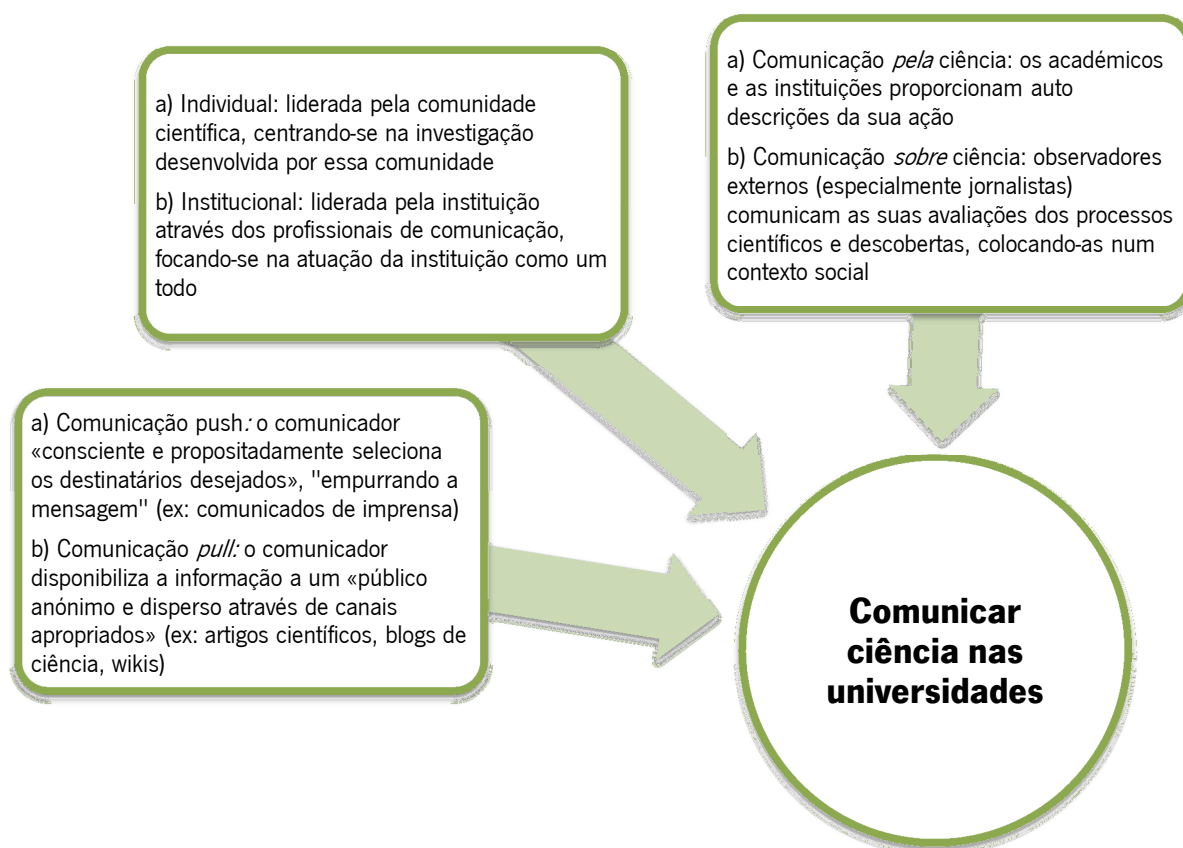 a) Individual: liderada pela comunidade
científica, centrando-se na investigação
desenvolvida por essa comunidade
b) Institucional: liderada pela instituição
através dos profissionais de comunicação,
focando-se na atuação da instituição como um
todo
a) Comunicação pela ciência: os académicos
e as instituições proporcionam auto
descrições da sua ação
b) Comunicação sobre ciência: observadores
externos (especialmente jornalistas)
comunicam as suas avaliações dos processos
científicos e descobertas, colocando-as num
contexto social
a) Comunicação push: o comunicador
«consciente e propositadamente seleciona
os destinatários desejados», "empurrando a
mensagem" (ex: comunicados de imprensa)
b) Comunicação pull: o comunicador
disponibiliza a informação a um «público
anónimo e disperso através de canais
apropriados» (ex: artigos científicos, blogs de
ciência, wikis)
Comunicar
ciência nas
universidades